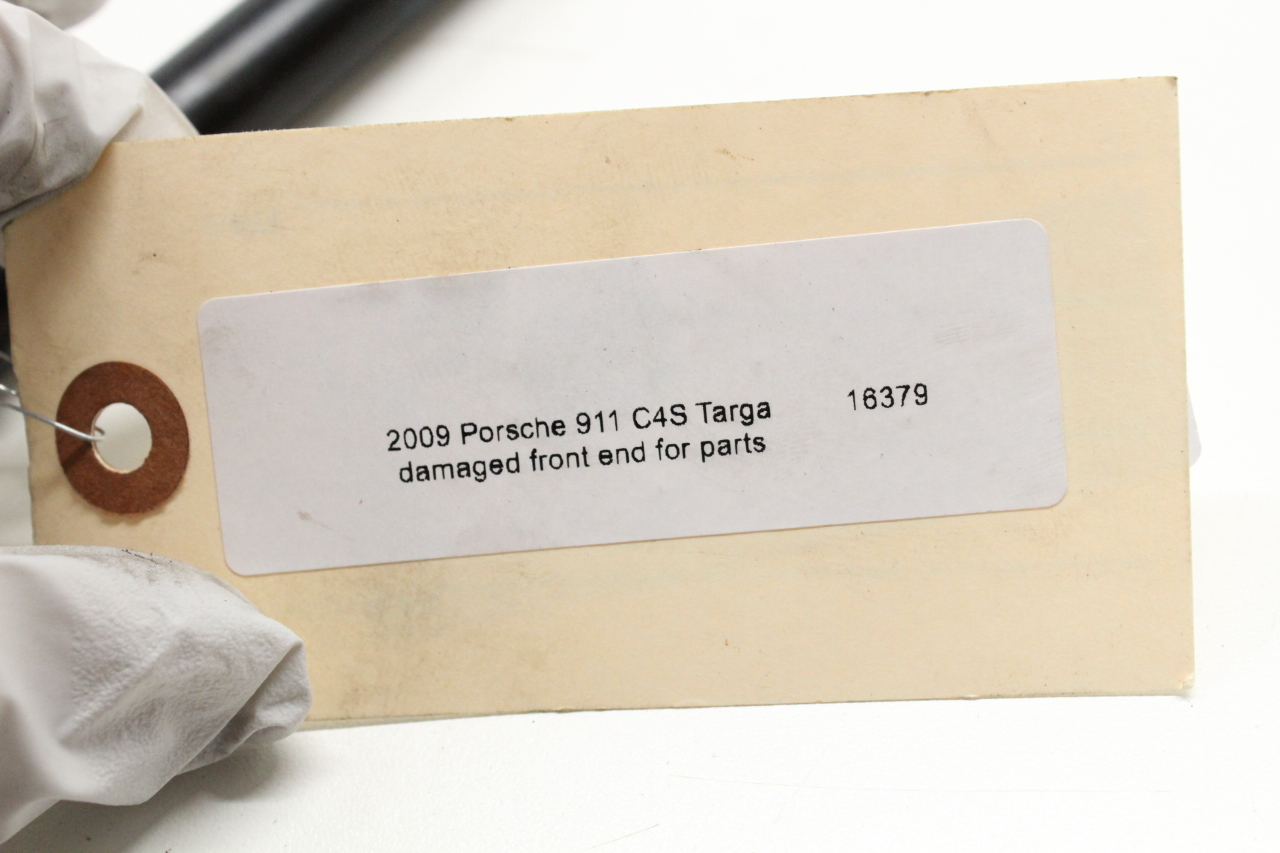 2009 Porsche 911 C4S Targa 16379
damaged front end for parts